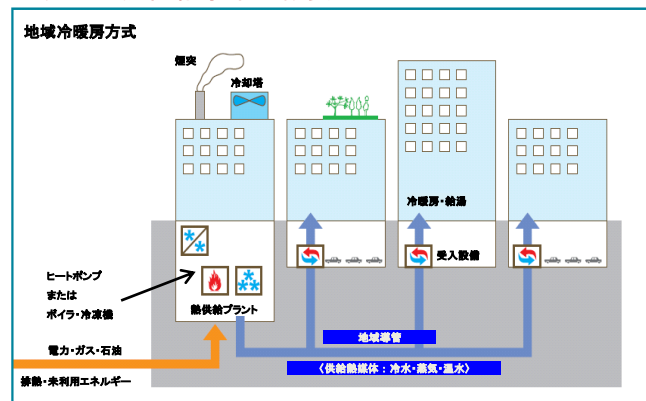 地域冷暖房方式
煙突
冷却塔
冷暖房・給湯
受入設備
ヒートポンプ
または
ボイラ・冷凍機
熱供給プラント
地域導管
電力・ガス・石油
〈供給熱媒体：冷水・蒸気・温水〉
排熱・未利用エネルギー